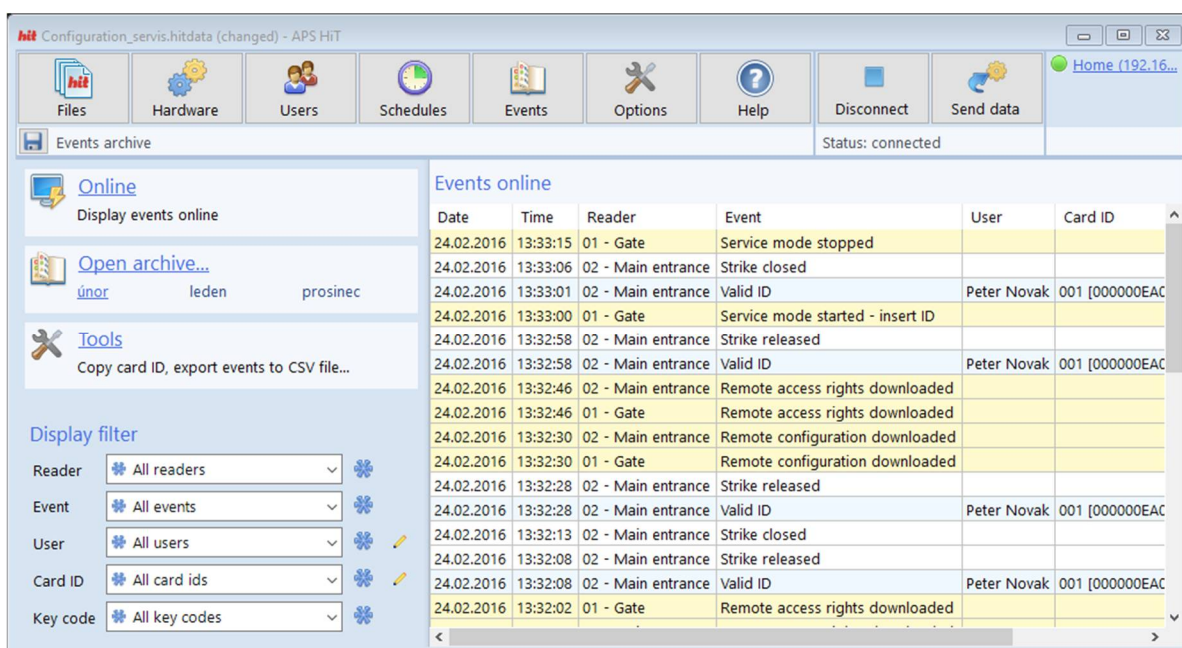 hit Configuration_servis.hitdata (changed) - APS HiT
hit
Files Hardware Users Schedules Events Options Help Disconnect Send data Home (192.16...
Events archive Status: connected
Online
Display events online
Open archive...
únor leden prosinec
Tools
Copy card ID, export events to CSV file...
Display filter
Reader All readers
Event All events
User All users
Card ID All card ids
Key code All key codes
Events online
Date Time Reader Event User Card ID
24.02.2016 13:33:15 01 - Gate Service mode stopped
24.02.2016 13:33:06 02 - Main entrance Strike closed
24.02.2016 13:33:01 02 - Main entrance Valid ID Peter Novak 001 [000000EA0
24.02.2016 13:33:00 01 - Gate Service mode started - insert ID
24.02.2016 13:32:58 02 - Main entrance Strike released
24.02.2016 13:32:58 02 - Main entrance Valid ID Peter Novak 001 [000000EA0
24.02.2016 13:32:46 02 - Main entrance Remote access rights downloaded
24.02.2016 13:32:46 01 - Gate Remote access rights downloaded
24.02.2016 13:32:30 02 - Main entrance Remote configuration downloaded
24.02.2016 13:32:30 01 - Gate Remote configuration downloaded
24.02.2016 13:32:28 02 - Main entrance Strike released
24.02.2016 13:32:28 02 - Main entrance Valid ID Peter Novak 001 [000000EA0
24.02.2016 13:32:13 02 - Main entrance Strike closed
24.02.2016 13:32:08 02 - Main entrance Strike released
24.02.2016 13:32:08 02 - Main entrance Valid ID Peter Novak 001 [000000EA0
24.02.2016 13:32:02 01 - Gate Remote access rights downloaded